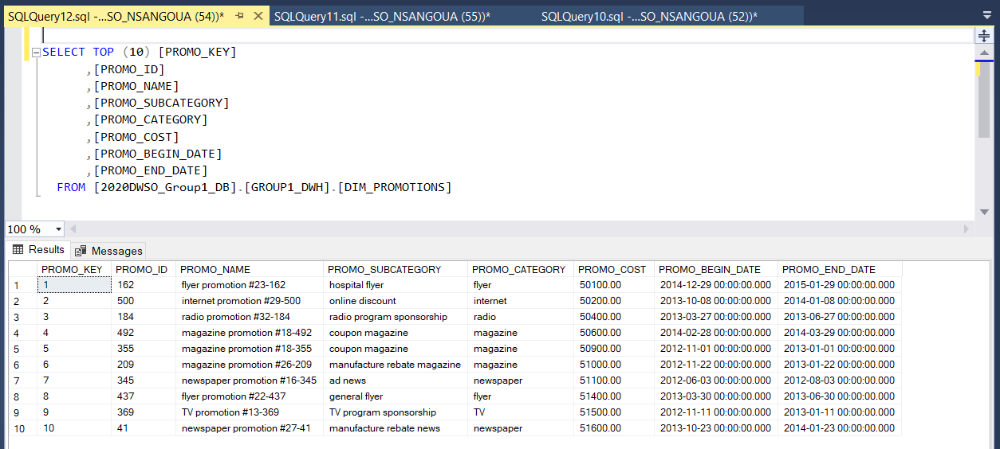 SQLQuery12.sql -...SO_NSANGOUA (54))* SQLQuery11.sql -...SO_NSANGOUA (55))* SQLQuery10.sql -...SO_NSANGOUA (52))*
SELECT TOP (10) [PROMO_KEY]
,[PROMO_ID]
,[PROMO_NAME]
,[PROMO_SUBCATEGORY]
,[PROMO_CATEGORY]
,[PROMO_COST]
,[PROMO_BEGIN_DATE]
,[PROMO_END_DATE]
FROM [2020DWSO_Group1_DB].[GROUP1_DWH].[DIM_PROMOTIONS]
100 %
Results Messages
PROMO_KEY PROMO_ID PROMO_NAME PROMO_SUBCATEGORY PROMO_CATEGORY PROMO_COST PROMO_BEGIN_DATE PROMO_END_DATE
1 1 162 flyer promotion #23-162 hospital flyer flyer 50100.00 2014-12-29 00:00:00.000 2015-01-29 00:00:00.000
2 2 500 internet promotion #29-500 online discount internet 50200.00 2013-10-08 00:00:00.000 2014-01-08 00:00:00.000
3 3 184 radio promotion #32-184 radio program sponsorship radio 50400.00 2013-03-27 00:00:00.000 2013-06-27 00:00:00.000
4 4 492 magazine promotion #18-492 coupon magazine magazine 50600.00 2014-02-28 00:00:00.000 2014-03-29 00:00:00.000
5 5 355 magazine promotion #18-355 coupon magazine magazine 50900.00 2012-11-01 00:00:00.000 2013-01-01 00:00:00.000
6 6 209 magazine promotion #26-209 manufacture rebate magazine magazine 51000.00 2012-11-22 00:00:00.000 2013-01-22 00:00:00.000
7 7 345 newspaper promotion #16-345 ad news newspaper 51100.00 2012-06-03 00:00:00.000 2012-08-03 00:00:00.000
8 8 437 flyer promotion #22-437 general flyer flyer 51400.00 2013-03-30 00:00:00.000 2013-06-30 00:00:00.000
9 9 369 TV promotion #13-369 TV program sponsorship TV 51500.00 2012-11-11 00:00:00.000 2013-01-11 00:00:00.000
10 10 41 newspaper promotion #27-41 manufacture rebate news newspaper 51600.00 2013-10-23 00:00:00.000 2014-01-23 00:00:00.000